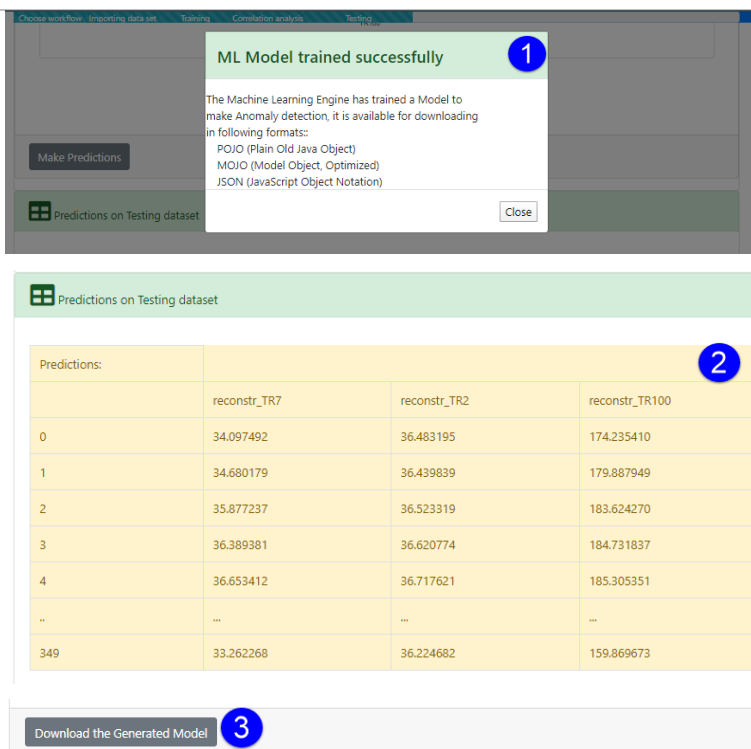 Choose workflow Importing data set Training Correlation analysis Testing
ML Model trained successfully 1
The Machine Learning Engine has trained a Model to
make Anomaly detection, it is available for downloading
in following formats::
POJO (Plain Old Java Object)
MOJO (Model Object, Optimized)
JSON (JavaScript Object Notation)
Make Predictions
Close
Predictions on Testing dataset
Predictions on Testing dataset
Predictions: 2
reconstr_TR7 reconstr_TR2 reconstr_TR100
0 34.097492 36.483195 174.235410
1 34.680179 36.439839 179.887949
2 35.877237 36.523319 183.624270
3 36.389381 36.620774 184.731837
4 36.653412 36.717621 185.305351
.. ... ... ...
349 33.262268 36.224682 159.869673
Download the Generated Model 3